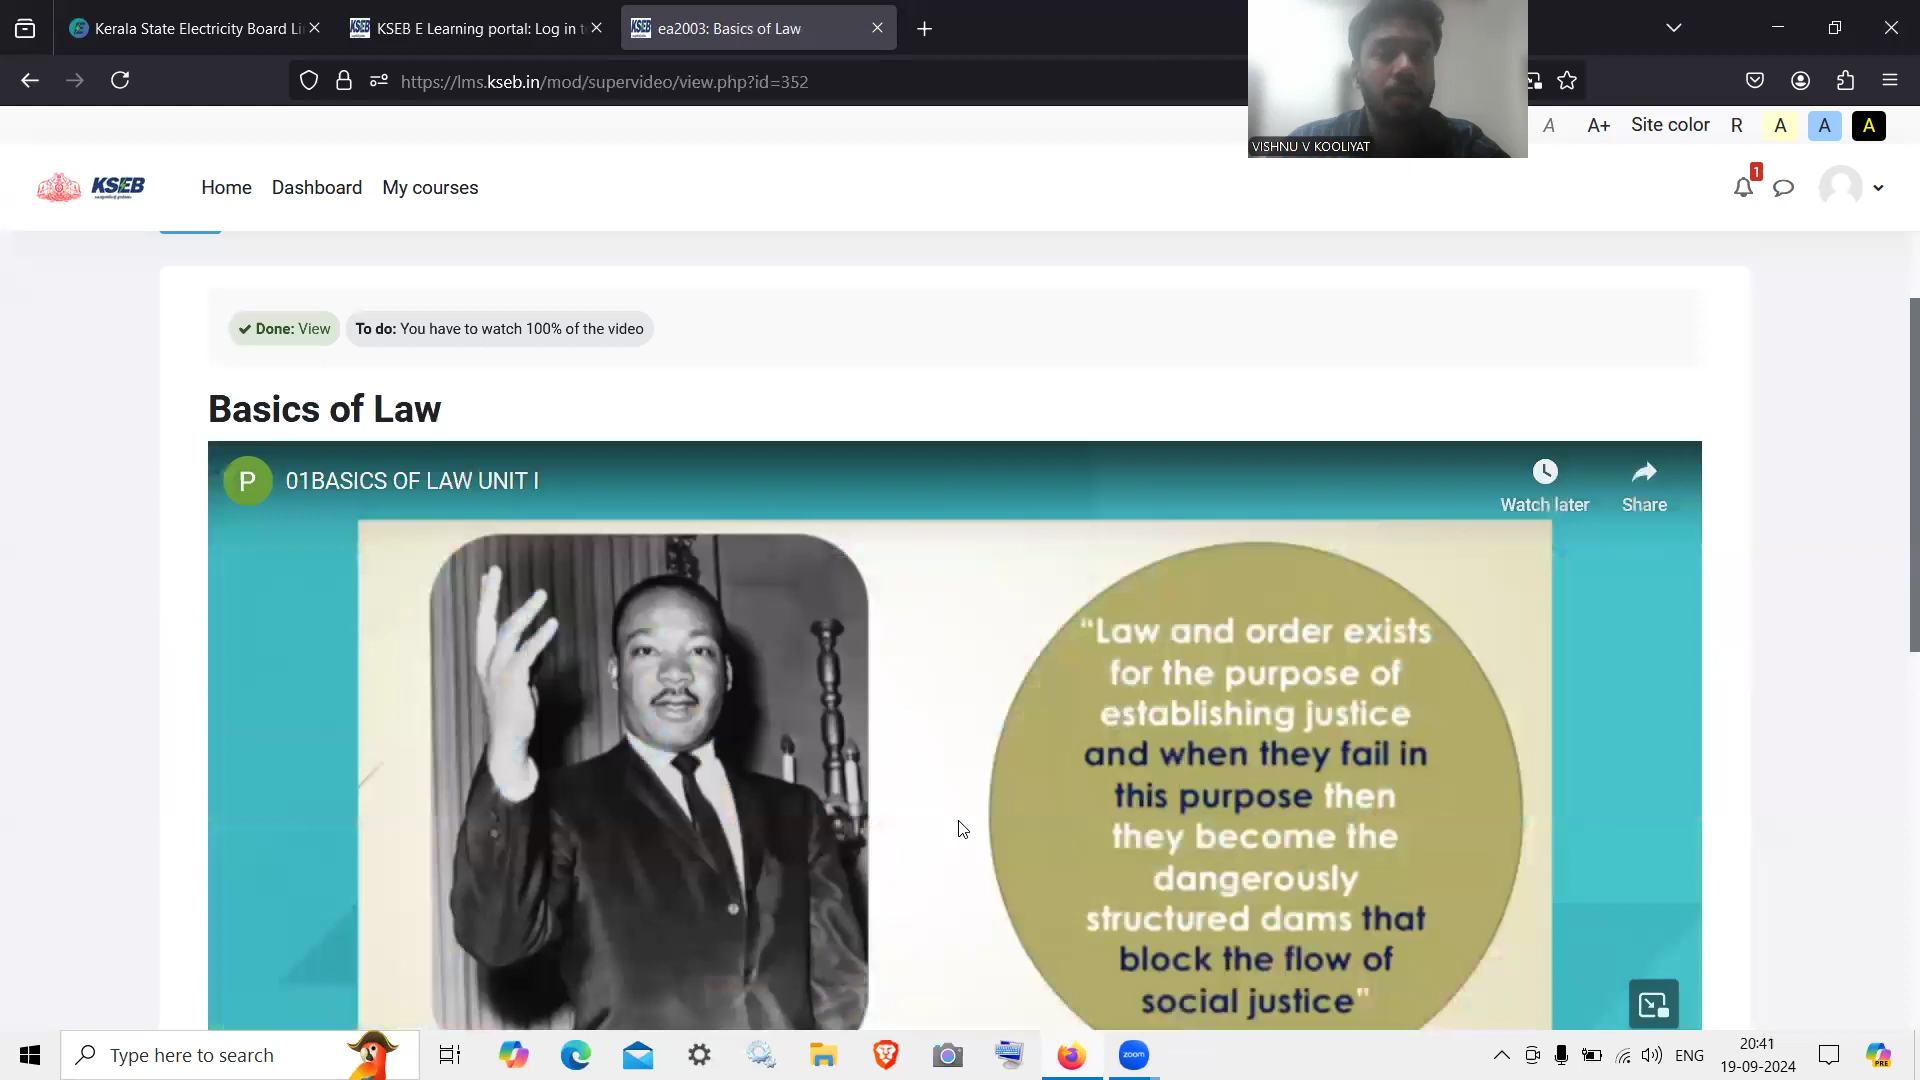 Kerala State Electricity Board Li
KSEB E Learning portal: Log in t
ea2003: Basics of Law
https://lms.kseb.in/mod/supervideo/view.php?id=352
VISHNU V KOOLIYAT
A
A+
Site color
R
A
A
A
KSEB
Home
Dashboard
My courses
1
Done: View
To do: You have to watch 100% of the video
Basics of Law
P
01BASICS OF LAW UNIT I
Watch later
Share
“Law and order exists
for the purpose of
establishing justice
and when they fail in
this purpose then
they become the
dangerously
structured dams that
block the flow of
social justice”
Type here to search
zoom
ENG
20:41
19-09-2024
PRE